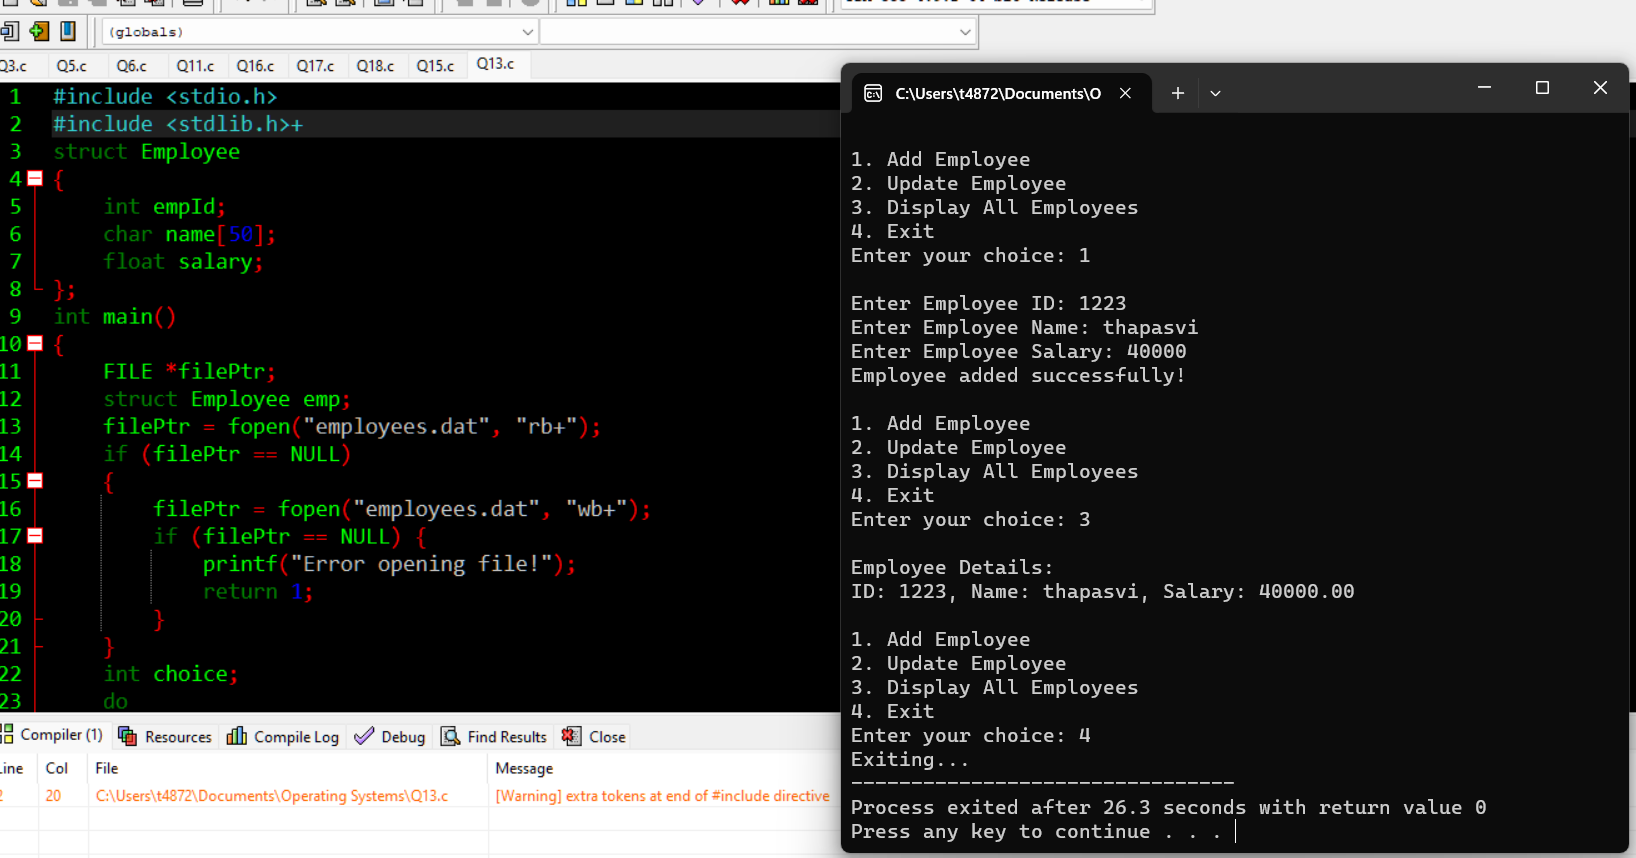 (globals)
Q3.c Q5.c Q6.c Q11.c Q16.c Q17.c Q18.c Q15.c Q13.c
1 #include <stdio.h>
2 #include <stdlib.h>+
3 struct Employee
4 {
5 int empId;
6 char name[50];
7 float salary;
8 };
9 int main()
10 {
11 FILE *filePtr;
12 struct Employee emp;
13 filePtr = fopen("employees.dat", "rb+");
14 if (filePtr == NULL)
15 {
16 filePtr = fopen("employees.dat", "wb+");
17 if (filePtr == NULL) {
18 printf("Error opening file!");
19 return 1;
20 }
21 }
22 int choice;
23 do
Compiler (1) Resources Compile Log Debug Find Results Close
Line Col File Message
2 20 C:\Users\t4872\Documents\Operating Systems\Q13.c [Warning] extra tokens at end of #include directive
C:\Users\t4872\Documents\O
1. Add Employee
2. Update Employee
3. Display All Employees
4. Exit
Enter your choice: 1
Enter Employee ID: 1223
Enter Employee Name: thapasvi
Enter Employee Salary: 40000
Employee added successfully!
1. Add Employee
2. Update Employee
3. Display All Employees
4. Exit
Enter your choice: 3
Employee Details:
ID: 1223, Name: thapasvi, Salary: 40000.00
1. Add Employee
2. Update Employee
3. Display All Employees
4. Exit
Enter your choice: 4
Exiting...
--------------------------------
Process exited after 26.3 seconds with return value 0
Press any key to continue . . .